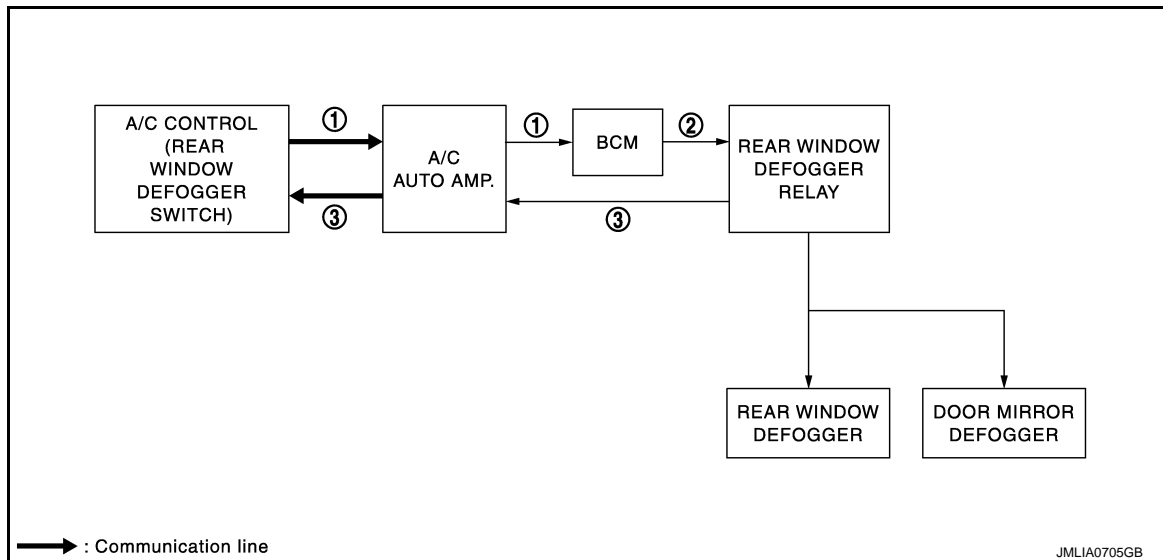 A/C CONTROL
(REAR
WINDOW
DEFOGGER
SWITCH)
①
③
A/C
AUTO AMP.
①
BCM
②
③
REAR WINDOW
DEFOGGER
RELAY
REAR WINDOW
DEFOGGER
DOOR MIRROR
DEFOGGER
: Communication line
JMLIA0705GB